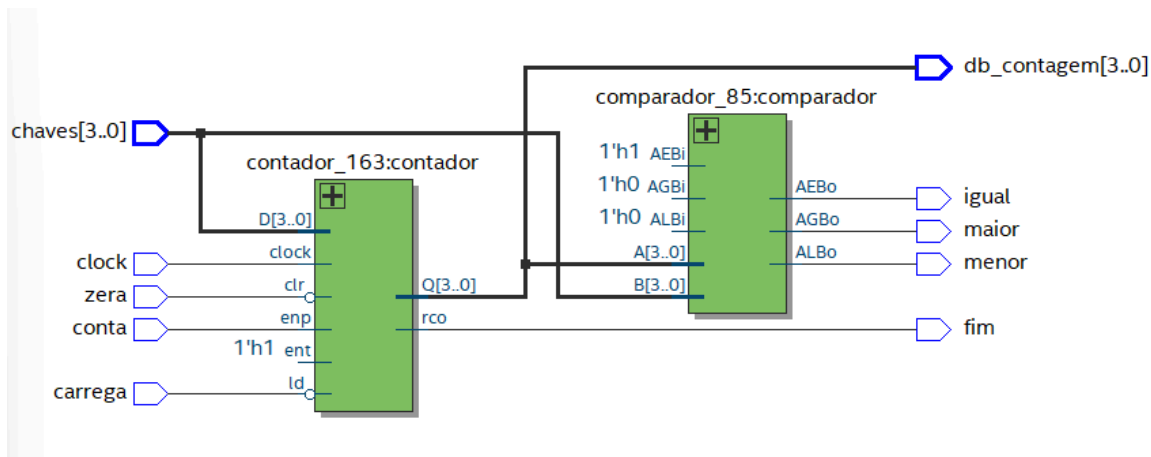 db_contagem[3..0]
comparador_85:comparador
chaves[3..0]
1'h1 AEBi
contador_163:contador
1'h0 AGBi
AEBo
igual
D[3..0]
1'h0 ALBi
AGBo
maior
clock
clock
A[3..0]
ALBo
menor
zera
clr
Q[3..0]
B[3..0]
conta
enp
rco
fim
1'h1 ent
carrega
ld